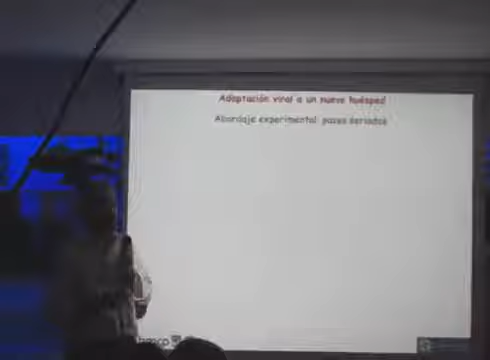 Adaptación viral a un nuevo huésped
Abordaje experimental: pases seriados